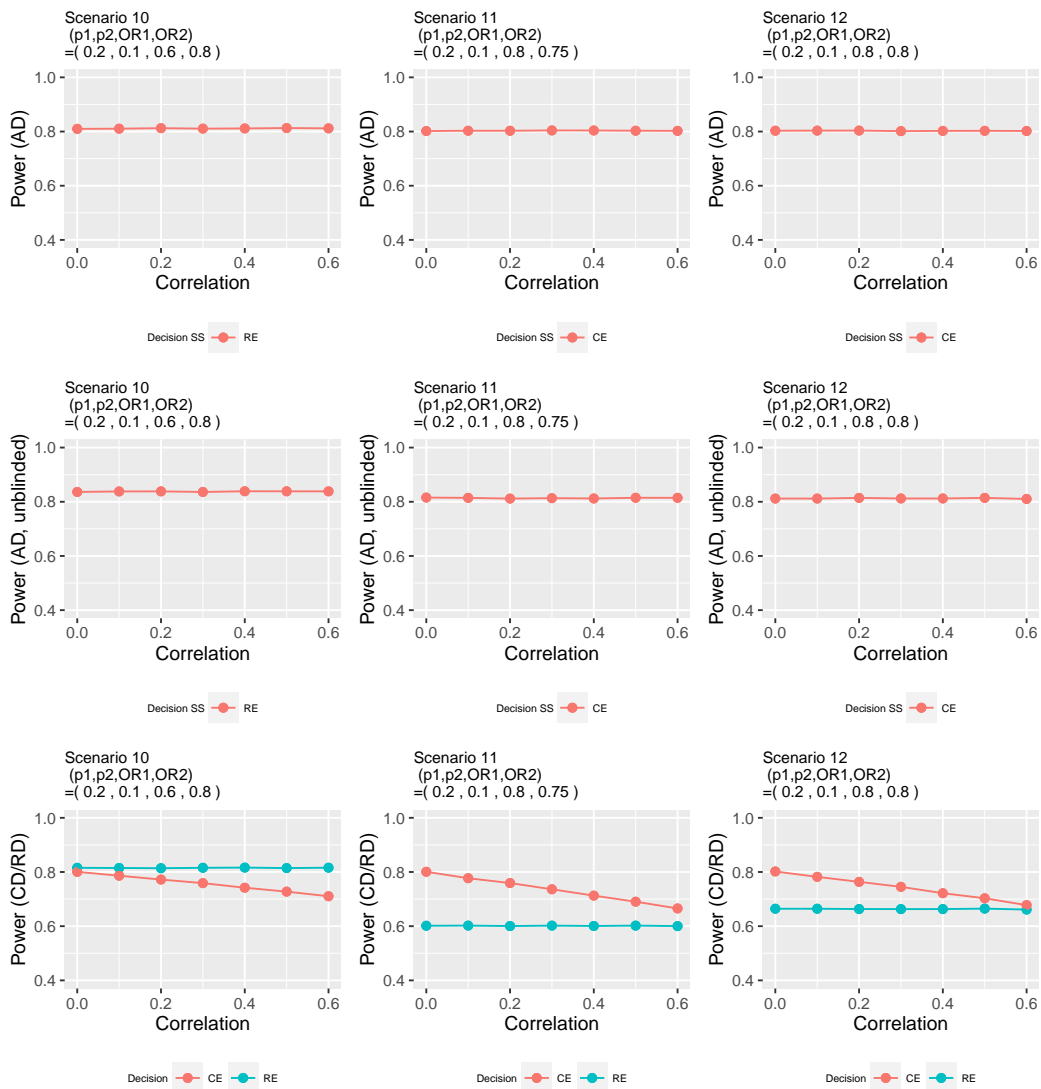 Scenario 10
(p1,p2,OR1,OR2)
=( 0.2 , 0.1 , 0.6 , 0.8 )
1.0
0.8
0.6
0.4
Power (AD)
0.0 0.2 0.4 0.6
Correlation
Decision SS RE
Scenario 11
(p1,p2,OR1,OR2)
=( 0.2 , 0.1 , 0.8 , 0.75 )
1.0
0.8
0.6
0.4
Power (AD)
0.0 0.2 0.4 0.6
Correlation
Decision SS CE
Scenario 12
(p1,p2,OR1,OR2)
=( 0.2 , 0.1 , 0.8 , 0.8 )
1.0
0.8
0.6
0.4
Power (AD)
0.0 0.2 0.4 0.6
Correlation
Decision SS CE
Scenario 10
(p1,p2,OR1,OR2)
=( 0.2 , 0.1 , 0.6 , 0.8 )
1.0
0.8
0.6
0.4
Power (AD, unblinded)
0.0 0.2 0.4 0.6
Correlation
Decision SS RE
Scenario 11
(p1,p2,OR1,OR2)
=( 0.2 , 0.1 , 0.8 , 0.75 )
1.0
0.8
0.6
0.4
Power (AD, unblinded)
0.0 0.2 0.4 0.6
Correlation
Decision SS CE
Scenario 12
(p1,p2,OR1,OR2)
=( 0.2 , 0.1 , 0.8 , 0.8 )
1.0
0.8
0.6
0.4
Power (AD, unblinded)
0.0 0.2 0.4 0.6
Correlation
Decision SS CE
Scenario 10
(p1,p2,OR1,OR2)
=( 0.2 , 0.1 , 0.6 , 0.8 )
1.0
0.8
0.6
0.4
Power (CD/RD)
0.0 0.2 0.4 0.6
Correlation
Decision CE RE
Scenario 11
(p1,p2,OR1,OR2)
=( 0.2 , 0.1 , 0.8 , 0.75 )
1.0
0.8
0.6
0.4
Power (CD/RD)
0.0 0.2 0.4 0.6
Correlation
Decision CE RE
Scenario 12
(p1,p2,OR1,OR2)
=( 0.2 , 0.1 , 0.8 , 0.8 )
1.0
0.8
0.6
0.4
Power (CD/RD)
0.0 0.2 0.4 0.6
Correlation
Decision CE RE